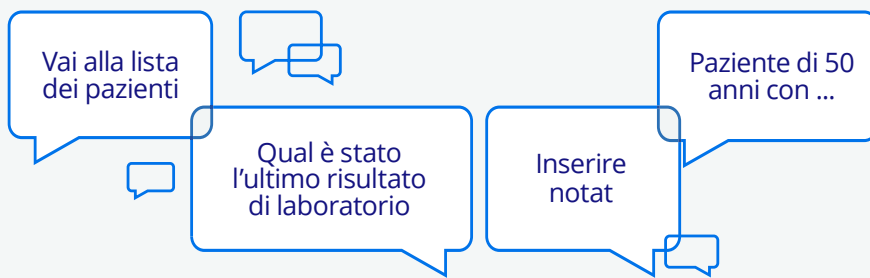 Vai alla lista
dei pazienti
Qual è stato
l'ultimo risultato
di laboratorio
Inserire
notat
Paziente di 50
anni con ...